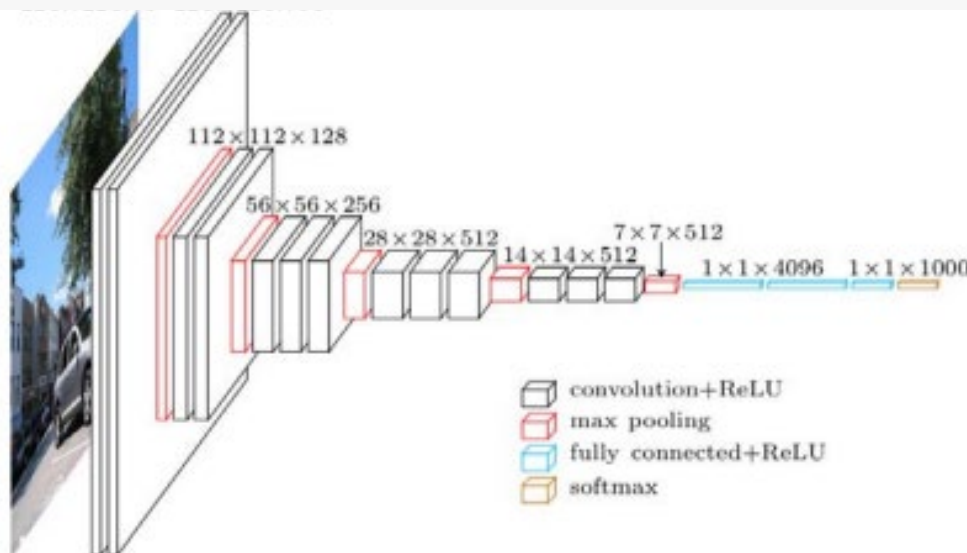 112×112×128
56×56×256
28×28×512
14×14×512
7×7×512
1×1×4096
1×1×1000
convolution+ReLU
max pooling
fully connected+ReLU
softmax